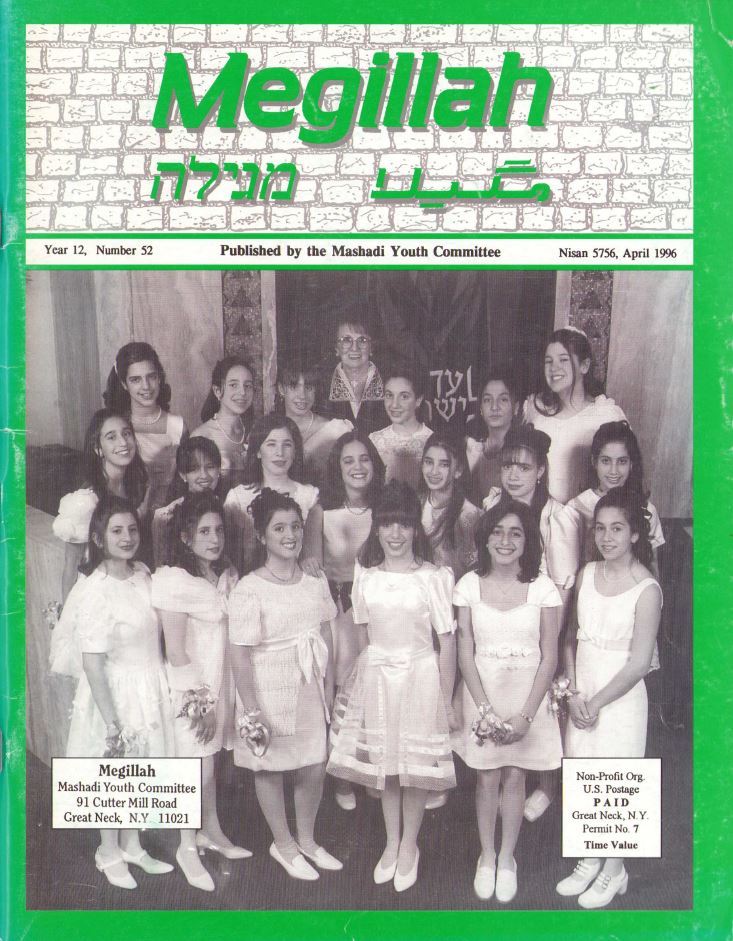 Megillah
מגילה مگیلا
Year 12, Number 52 Published by the Mashadi Youth Committee Nisan 5756, April 1996
Megillah
Mashadi Youth Committee
91 Cutter Mill Road
Great Neck, N.Y. 11021
Non-Profit Org.
U.S. Postage
PAID
Great Neck, N.Y.
Permit No. 7
Time Value